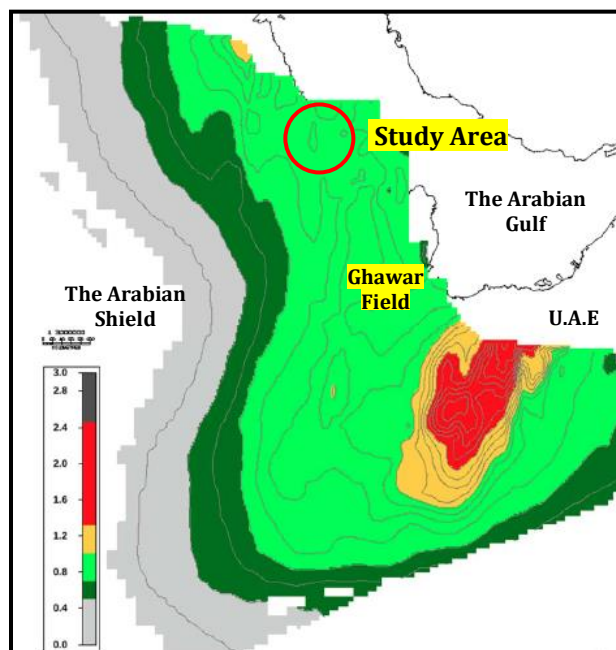 Study Area
The Arabian
Gulf
Ghawar
Field
The Arabian
Shield
U.A.E
3.0
2.8
2.4
2.0
1.6
1.2
0.8
0.4
0.0